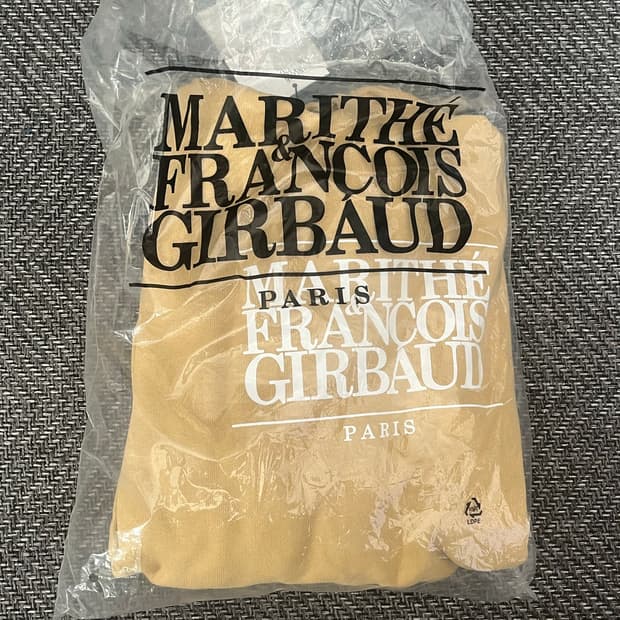 MARITHÉ
&
FRANÇOIS
GIRBAUD
PARIS
MARITHÉ
&
FRANÇOIS
GIRBAUD
PARIS
LDPE